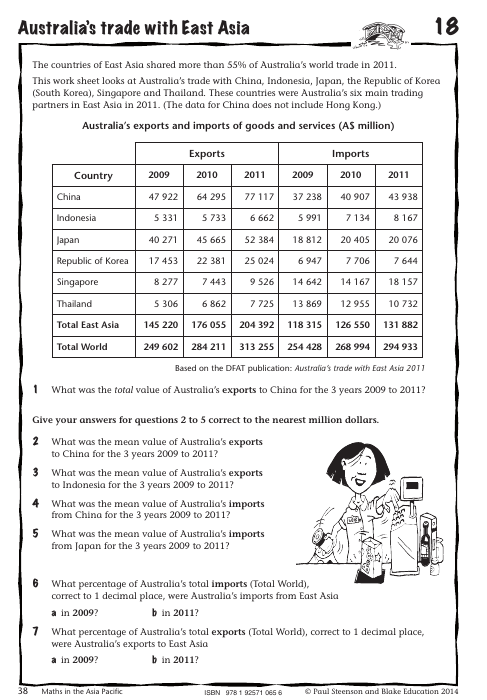 Australia's trade with East Asia
18
The countries of East Asia shared more than 55% of Australia's world trade in 2011.
This work sheet looks at Australia's trade with China, Indonesia, Japan, the Republic of Korea
(South Korea), Singapore and Thailand. These countries were Australia's six main trading
partners in East Asia in 2011. (The data for China does not include Hong Kong.)
Australia's exports and imports of goods and services (A$ million)
Exports Imports
Country 2009 2010 2011 2009 2010 2011
China 47 922 64 295 77 117 37 238 40 907 43 938
Indonesia 5 331 5 733 6 662 5 991 7 134 8 167
Japan 40 271 45 665 52 384 18 812 20 405 20 076
Republic of Korea 17 453 22 381 25 024 6 947 7 706 7 644
Singapore 8 277 7 443 9 526 14 642 14 167 18 157
Thailand 5 306 6 862 7 725 13 869 12 955 10 732
Total East Asia 145 220 176 055 204 392 118 315 126 550 131 882
Total World 249 602 284 211 313 255 254 428 268 994 294 933
Based on the DFAT publication: Australia's trade with East Asia 2011
1 What was the total value of Australia's exports to China for the 3 years 2009 to 2011?
Give your answers for questions 2 to 5 correct to the nearest million dollars.
2 What was the mean value of Australia's exports
to China for the 3 years 2009 to 2011?
3 What was the mean value of Australia's exports
to Indonesia for the 3 years 2009 to 2011?
4 What was the mean value of Australia's imports
from China for the 3 years 2009 to 2011?
5 What was the mean value of Australia's imports
from Japan for the 3 years 2009 to 2011?
6 What percentage of Australia's total imports (Total World),
correct to 1 decimal place, were Australia's imports from East Asia
a in 2009? b in 2011?
7 What percentage of Australia's total exports (Total World), correct to 1 decimal place,
were Australia's exports to East Asia
a in 2009? b in 2011?
38 Maths in the Asia Pacific ISBN 978 1 92571 065 6 © Paul Steenson and Blake Education 2014